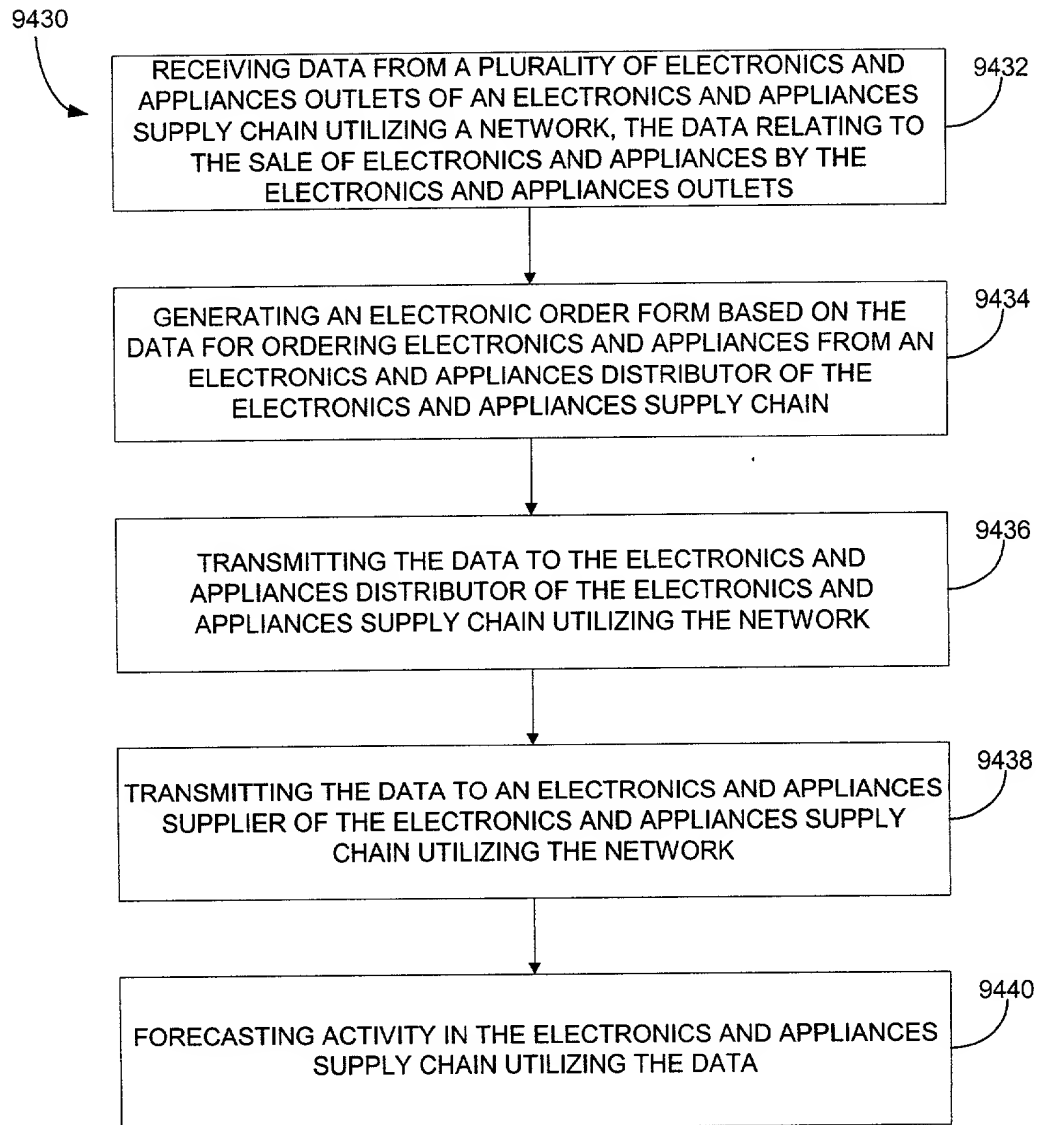 9430
RECEIVING DATA FROM A PLURALITY OF ELECTRONICS AND
APPLIANCES OUTLETS OF AN ELECTRONICS AND APPLIANCES
SUPPLY CHAIN UTILIZING A NETWORK, THE DATA RELATING TO
THE SALE OF ELECTRONICS AND APPLIANCES BY THE
ELECTRONICS AND APPLIANCES OUTLETS
9432
GENERATING AN ELECTRONIC ORDER FORM BASED ON THE
DATA FOR ORDERING ELECTRONICS AND APPLIANCES FROM AN
ELECTRONICS AND APPLIANCES DISTRIBUTOR OF THE
ELECTRONICS AND APPLIANCES SUPPLY CHAIN
9434
TRANSMITTING THE DATA TO THE ELECTRONICS AND
APPLIANCES DISTRIBUTOR OF THE ELECTRONICS AND
APPLIANCES SUPPLY CHAIN UTILIZING THE NETWORK
9436
TRANSMITTING THE DATA TO AN ELECTRONICS AND APPLIANCES
SUPPLIER OF THE ELECTRONICS AND APPLIANCES SUPPLY
CHAIN UTILIZING THE NETWORK
9438
FORECASTING ACTIVITY IN THE ELECTRONICS AND APPLIANCES
SUPPLY CHAIN UTILIZING THE DATA
9440